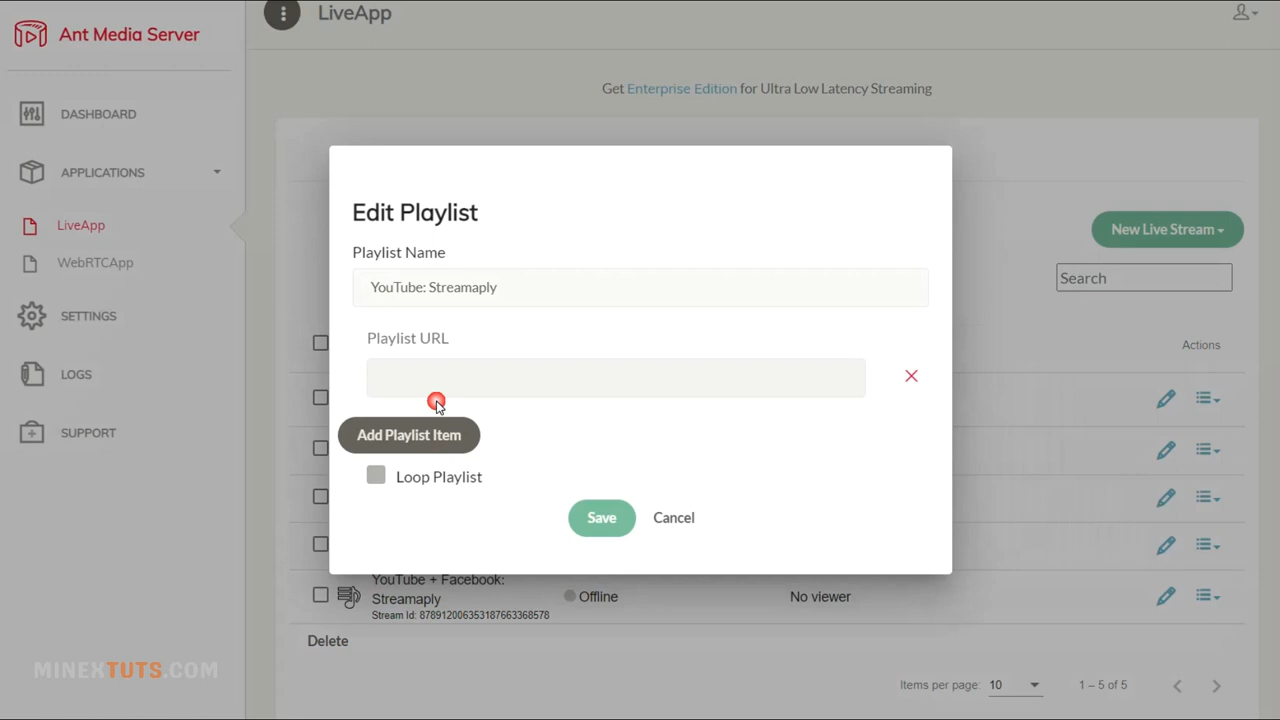 Ant Media Server
LiveApp
Get Enterprise Edition for Ultra Low Latency Streaming
DASHBOARD
APPLICATIONS
LiveApp
WebRTCApp
SETTINGS
LOGS
SUPPORT
Edit Playlist
Playlist Name
YouTube: Streamaply
Playlist URL
Add Playlist Item
Loop Playlist
Save Cancel
New Live Stream
Search
Actions
YouTube + Facebook:
Streamaply
Stream Id: 878912006353187663368578
Offline
No viewer
Delete
Items per page: 10 1 – 5 of 5
MINEXTUTS.COM